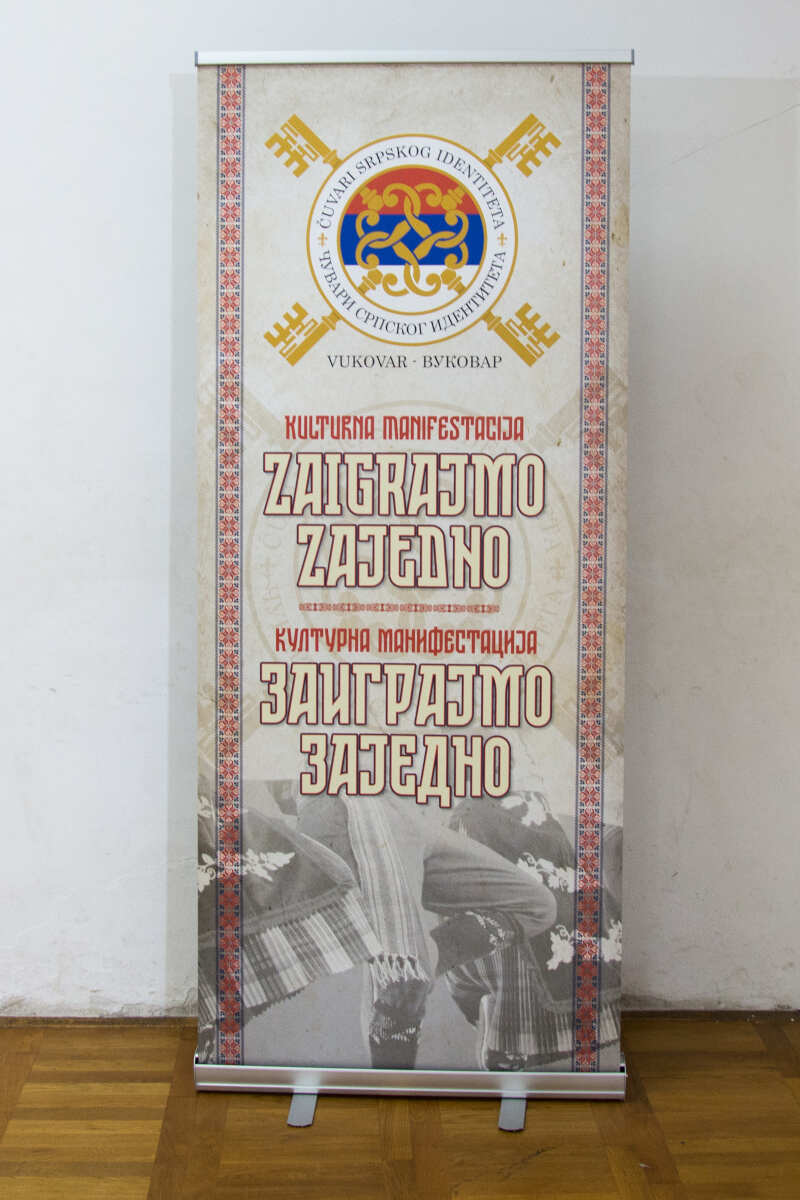 ČUVARI SRPSKOG IDENTITETA
ЧУВАРИ СРПСКОГ ИДЕНТИТЕТА
VUKOVAR - ВУКОВАР
KULTURNA MANIFESTACIJA
ZAIGRAJMO
ZAJEDNO
КУЛТУРНА МАНИФЕСТАЦИЈА
ЗАИГРАЈМО
ЗАЈЕДНО